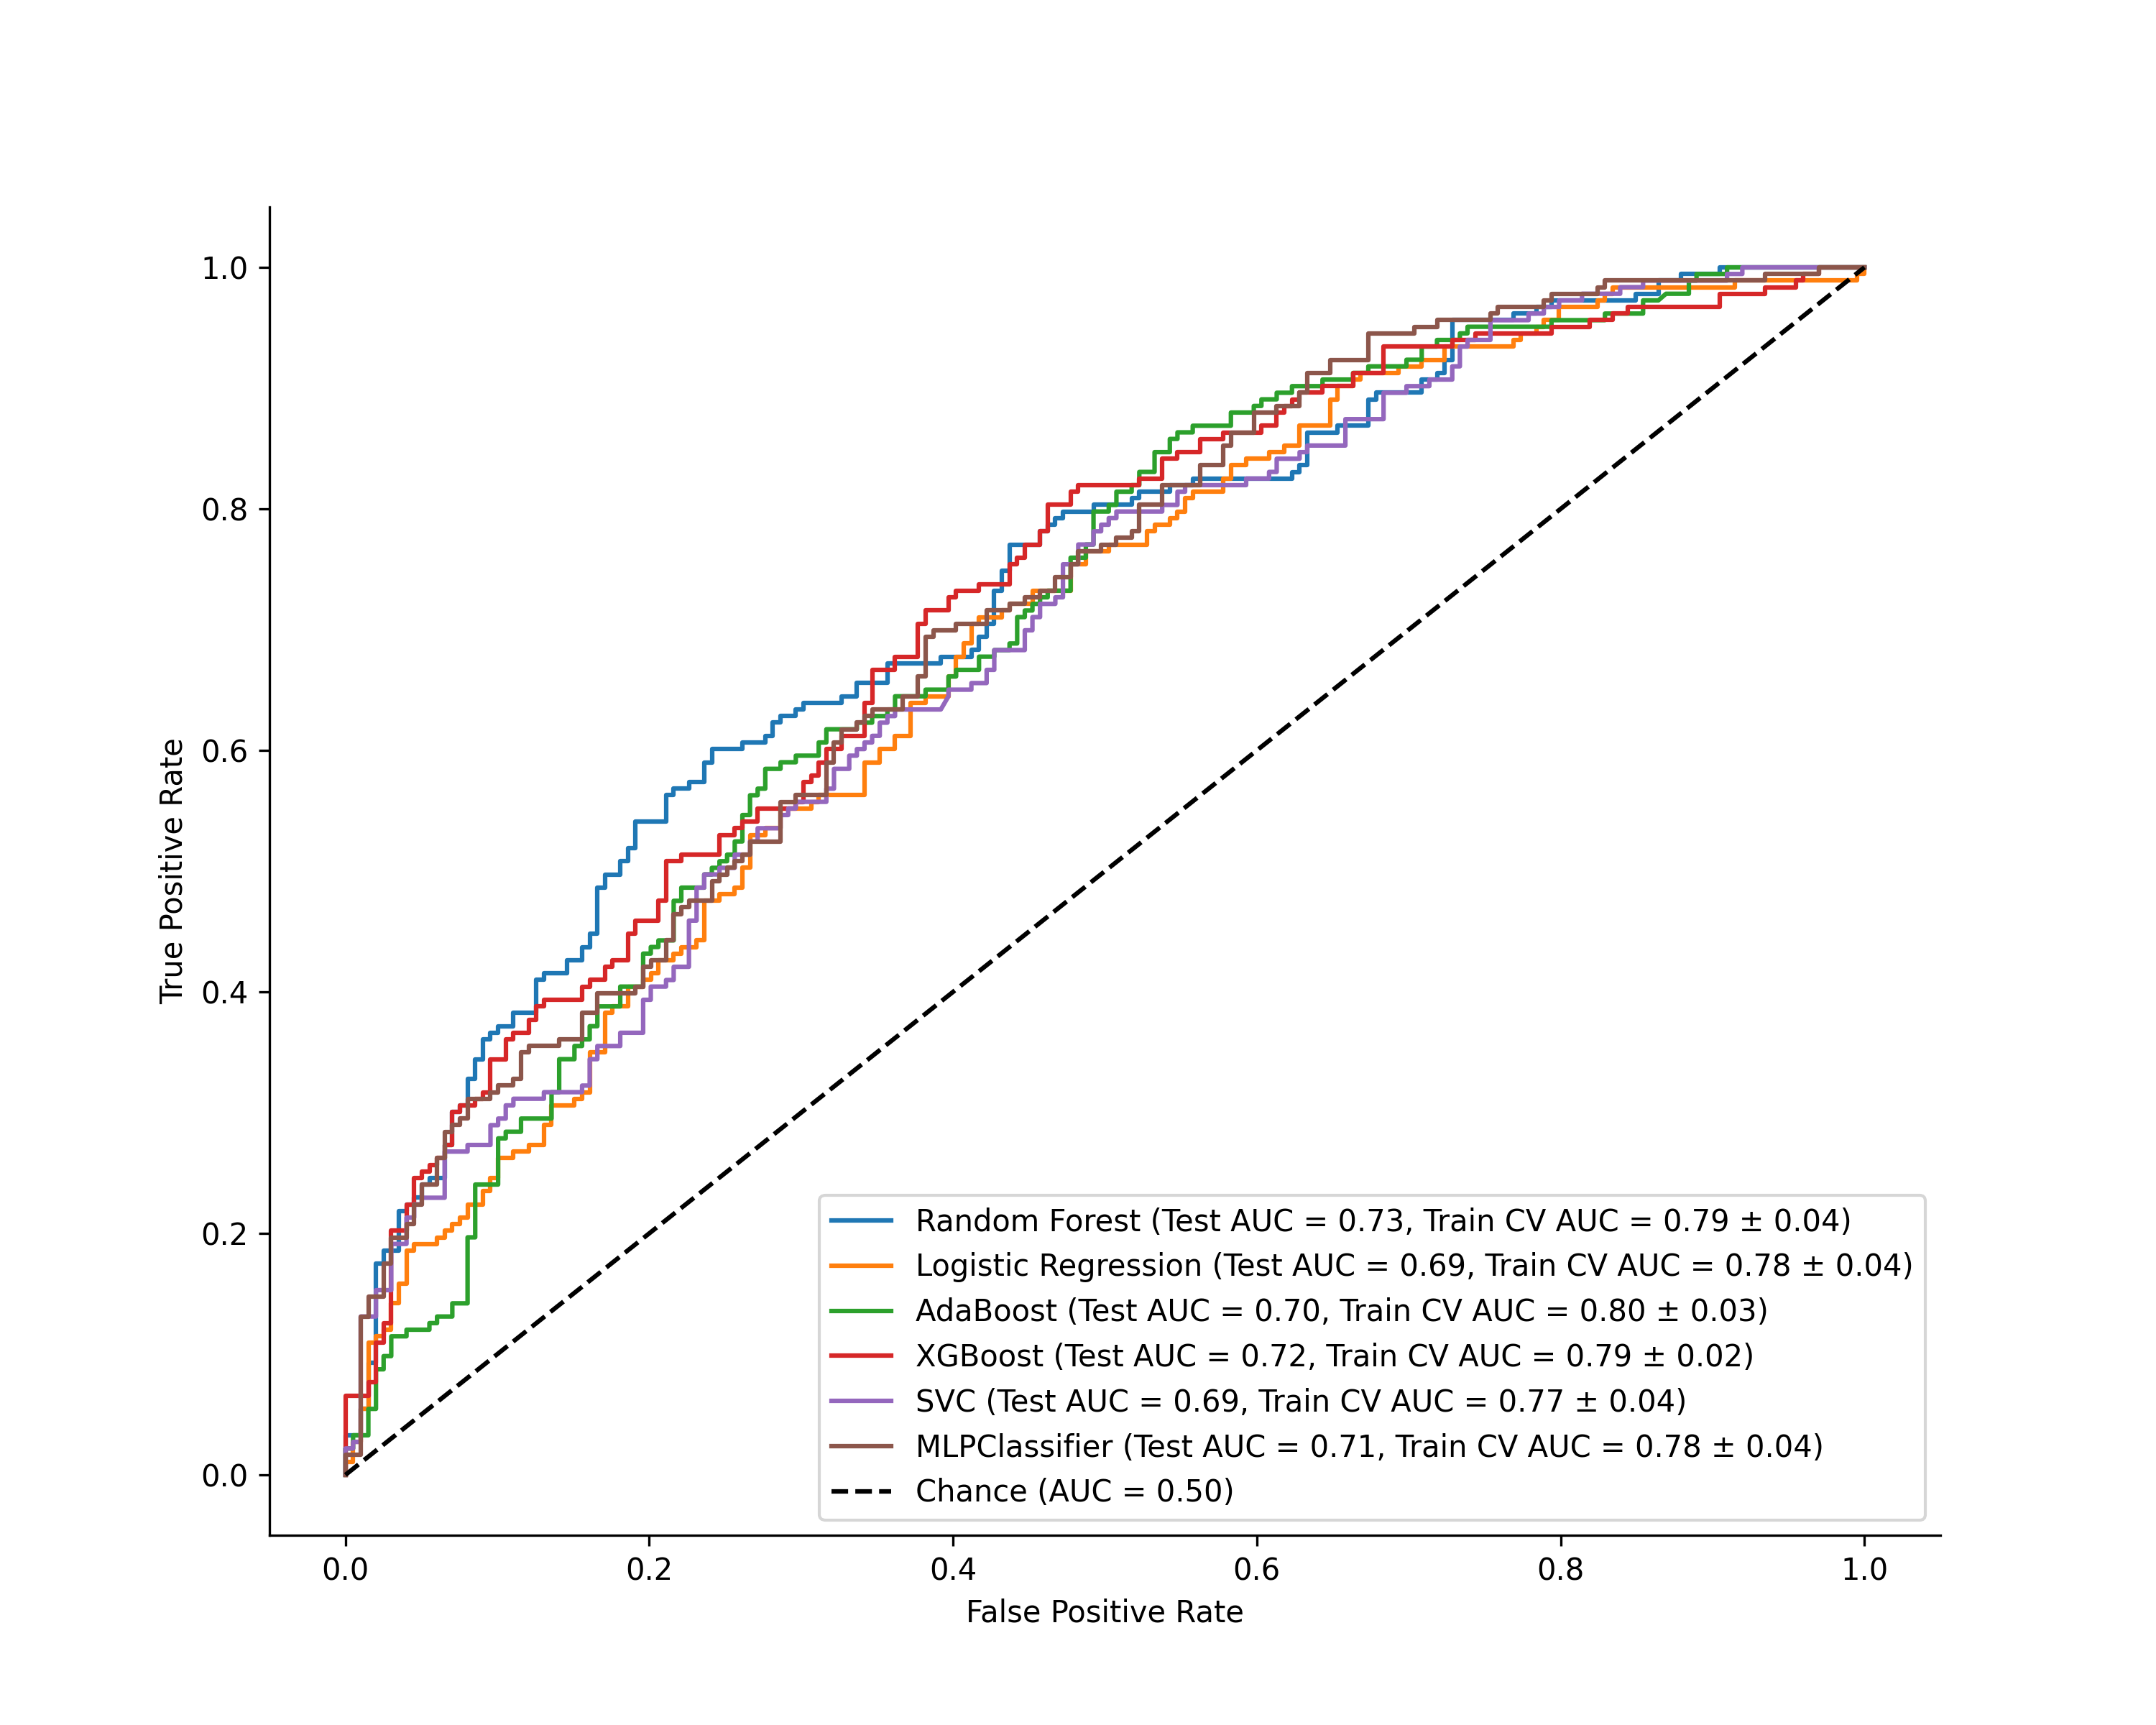 1.0
0.8
0.6
0.4
0.2
0.0
True Positive Rate
Random Forest (Test AUC = 0.73, Train CV AUC = 0.79 ± 0.04)
Logistic Regression (Test AUC = 0.69, Train CV AUC = 0.78 ± 0.04)
AdaBoost (Test AUC = 0.70, Train CV AUC = 0.80 ± 0.03)
XGBoost (Test AUC = 0.72, Train CV AUC = 0.79 ± 0.02)
SVC (Test AUC = 0.69, Train CV AUC = 0.77 ± 0.04)
MLPClassifier (Test AUC = 0.71, Train CV AUC = 0.78 ± 0.04)
Chance (AUC = 0.50)
0.0 0.2 0.4 0.6 0.8 1.0
False Positive Rate